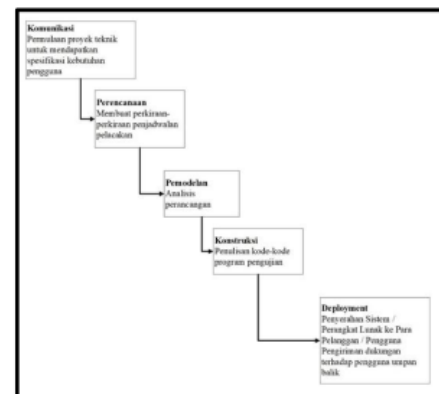 Komunikasi
Permulaan proyek teknik
untuk mendapatkan
spesifikasi kebutuhan
pengguna
Perencanaan
Membuat perkiraan-
perkiraan penjadwalan
pelacakan
Pemodelan
Analisis
perancangan
Konstruksi
Penulisan kode-kode
program pengujian
Deployment
Penyerahan Sistem /
Perangkat Lunak ke Para
Pelanggan / Pengguna
Pengiriman dukungan
terhadap pengguna umpan
balik